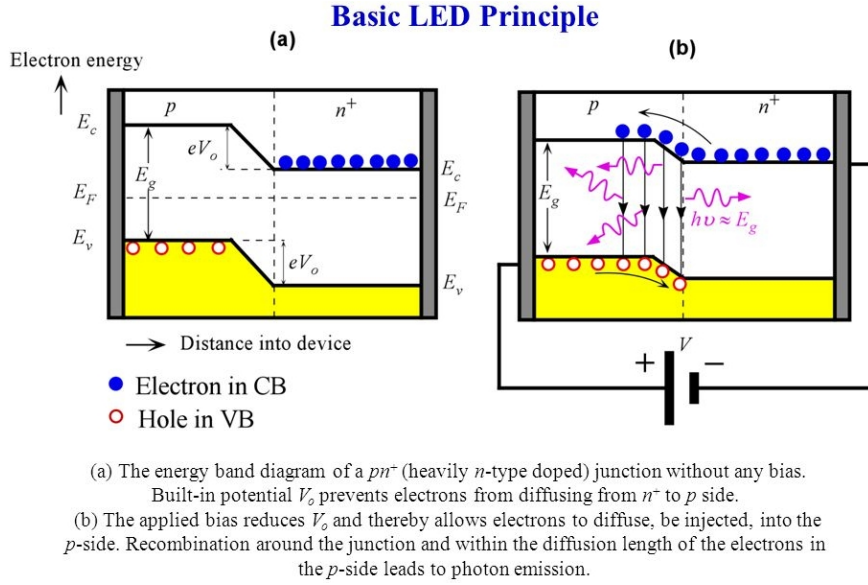 Basic LED Principle
(a)
Electron energy
p
n+
Ec
eVo
Eg
Ec
EF
EF
Ev
eVo
Ev
Distance into device
Electron in CB
Hole in VB
(b)
p
n+
Eg
hυ ≈ Eg
+
V
−
(a) The energy band diagram of a pn+ (heavily n-type doped) junction without any bias.
Built-in potential Vo prevents electrons from diffusing from n+ to p side.
(b) The applied bias reduces Vo and thereby allows electrons to diffuse, be injected, into the
p-side. Recombination around the junction and within the diffusion length of the electrons in
the p-side leads to photon emission.